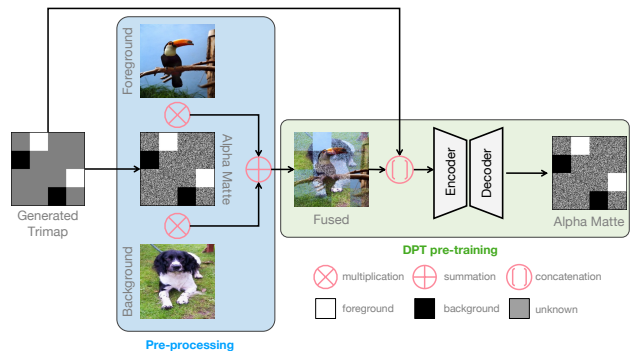 Foreground
Alpha Matte
Background
Generated
Trimap
Pre-processing
Fused
Encoder
Decoder
Alpha Matte
DPT pre-training
multiplication
summation
concatenation
foreground
background
unknown